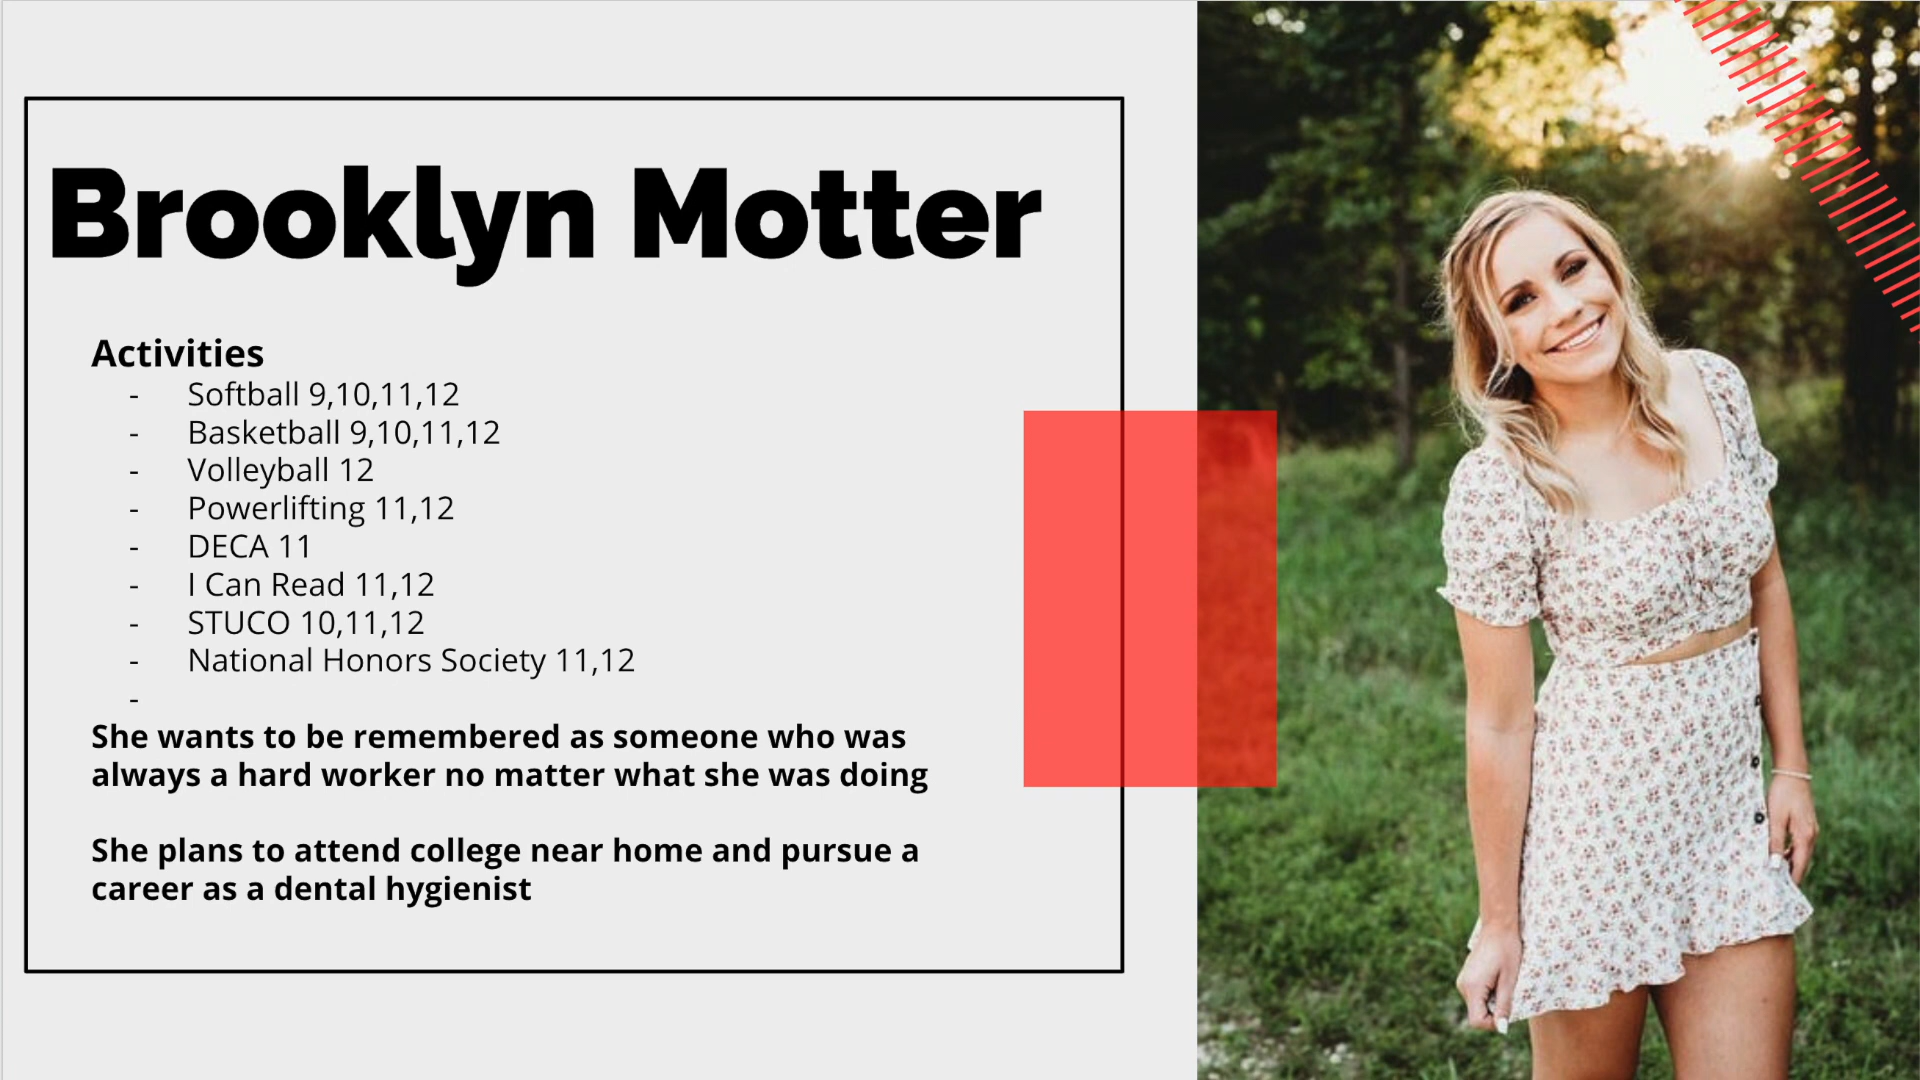 Brooklyn Motter
Activities
- Softball 9,10,11,12
- Basketball 9,10,11,12
- Volleyball 12
- Powerlifting 11,12
- DECA 11
- I Can Read 11,12
- STUCO 10,11,12
- National Honors Society 11,12
-
She wants to be remembered as someone who was
always a hard worker no matter what she was doing
She plans to attend college near home and pursue a
career as a dental hygienist